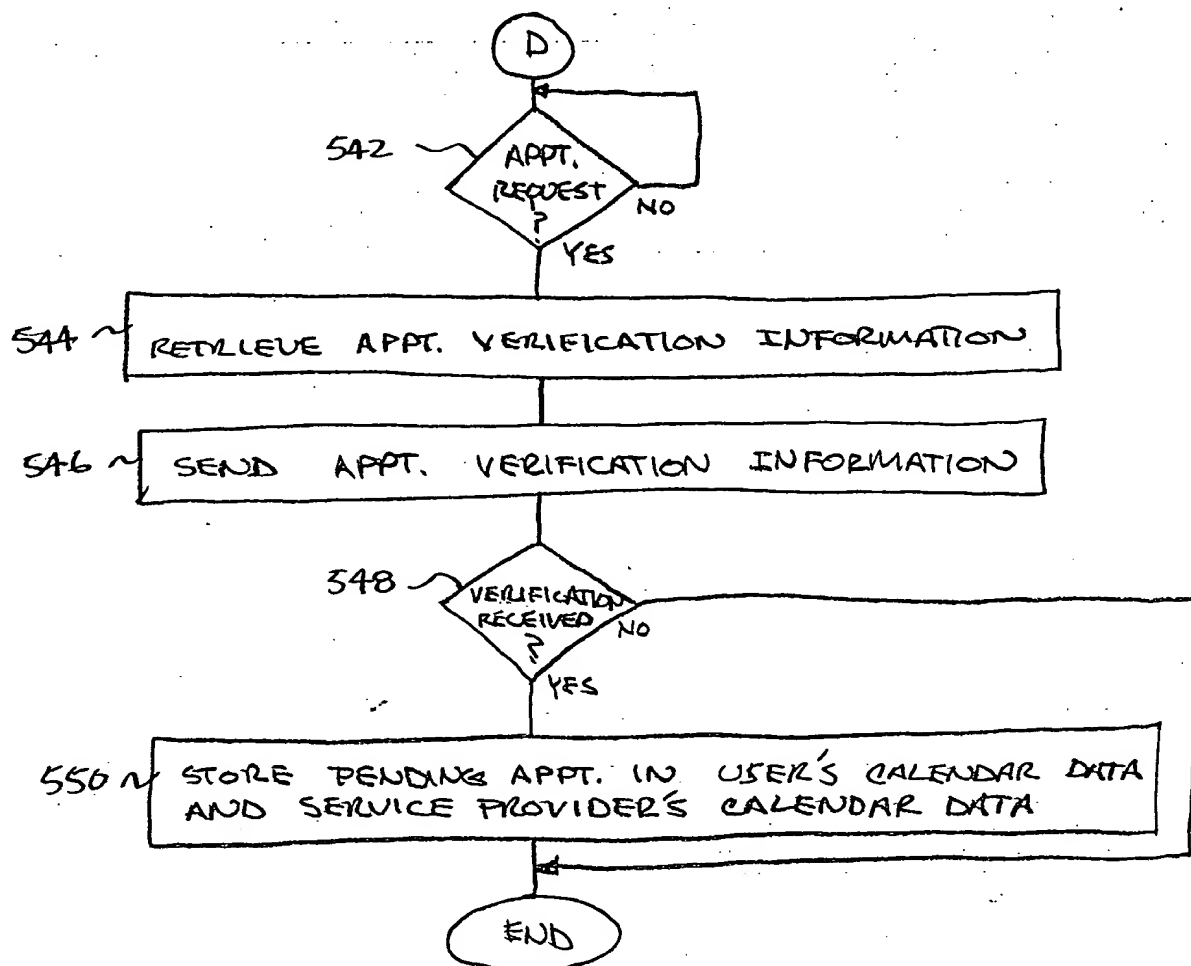 D
542
APPT.
REQUEST
?
NO
YES
544
RETRIEVE APPT. VERIFICATION INFORMATION
546
SEND APPT. VERIFICATION INFORMATION
548
VERIFICATION
RECEIVED
?
NO
YES
550
STORE PENDING APPT. IN USER'S CALENDAR DATA
AND SERVICE PROVIDER'S CALENDAR DATA
END